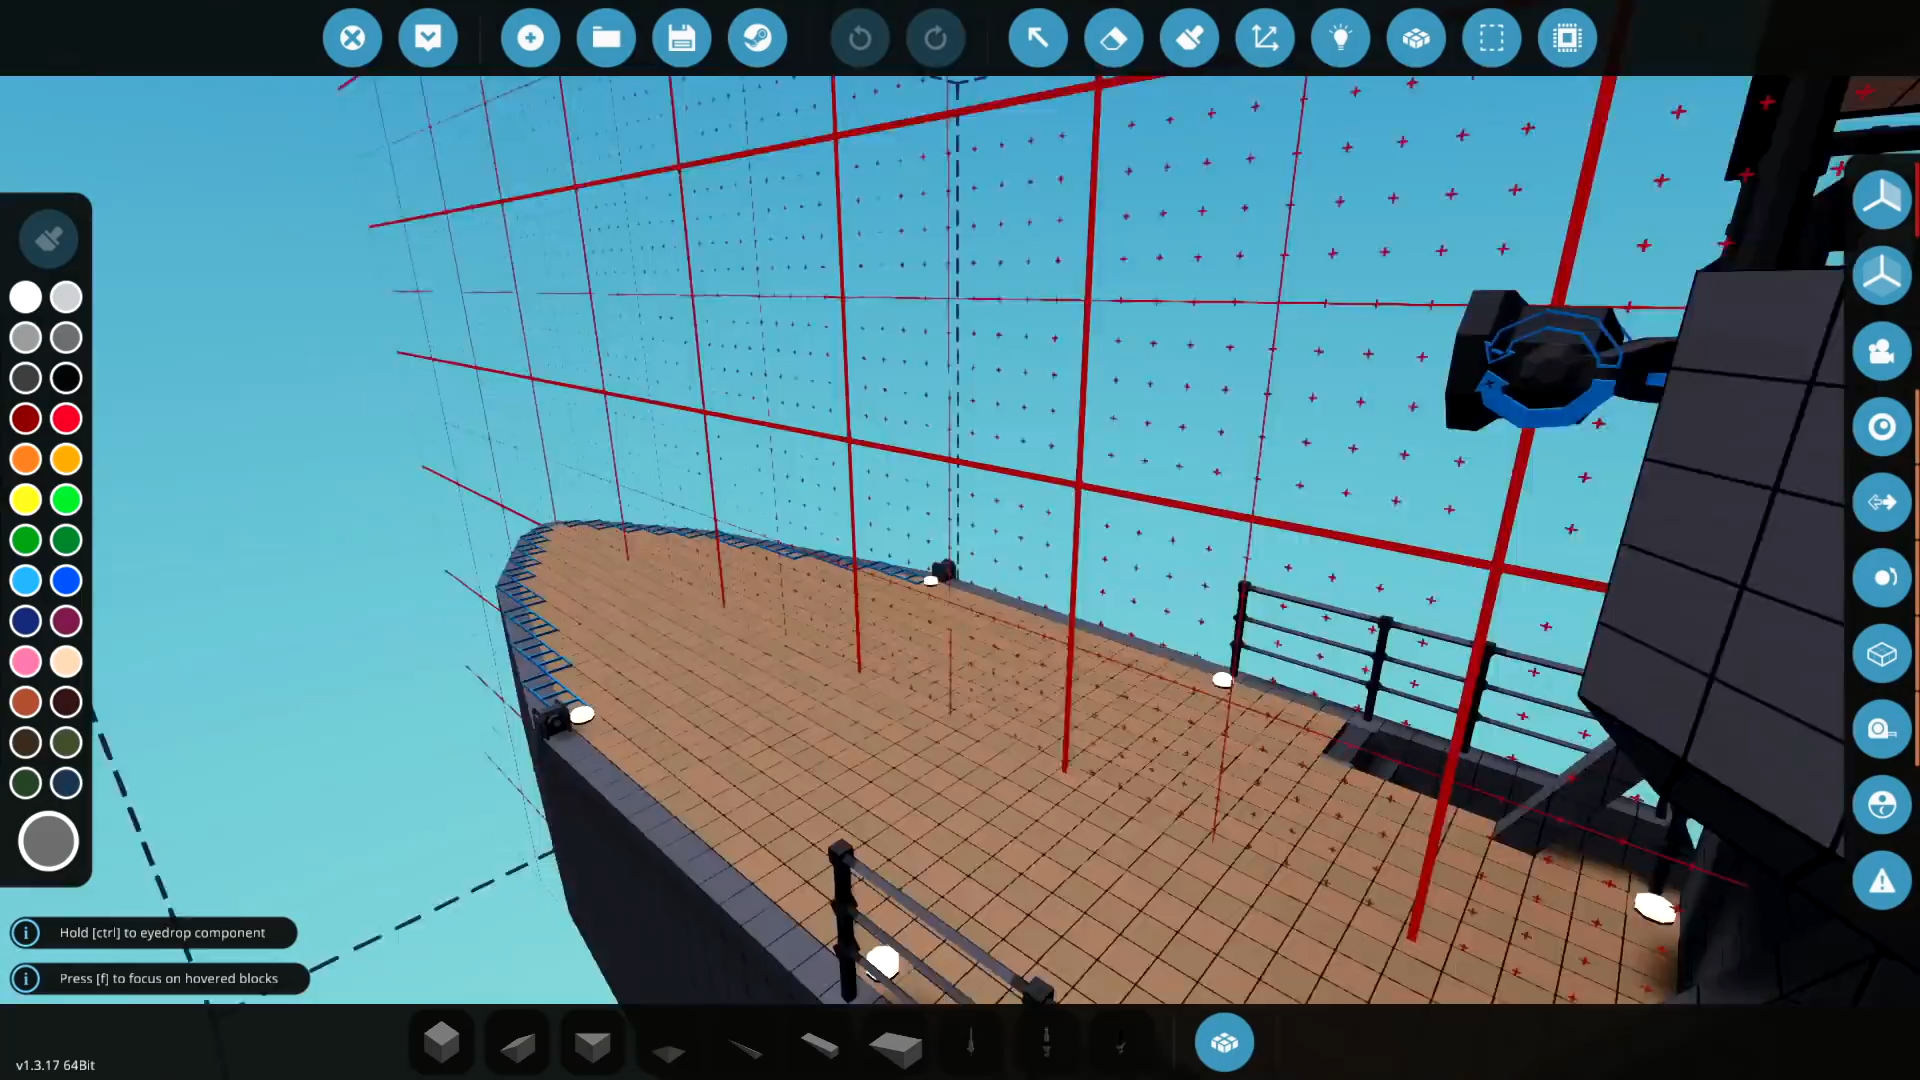 Hold [ctrl] to eyedrop component
Press [f] to focus on hovered blocks
v1.3.17 64Bit